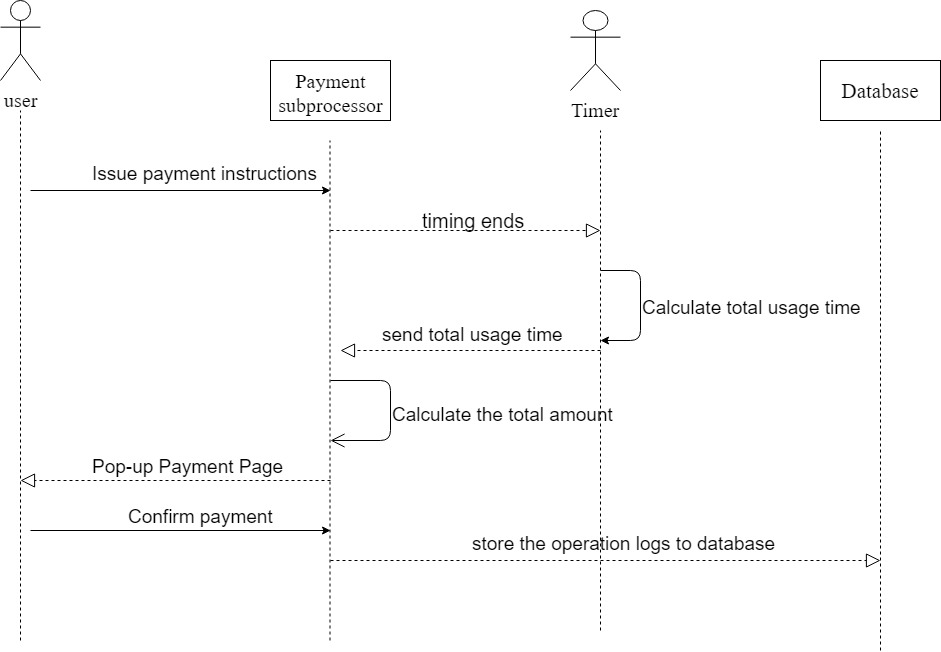 user
Payment
subprocessor
Timer
Database
Issue payment instructions
timing ends
Calculate total usage time
send total usage time
Calculate the total amount
Pop-up Payment Page
Confirm payment
store the operation logs to database